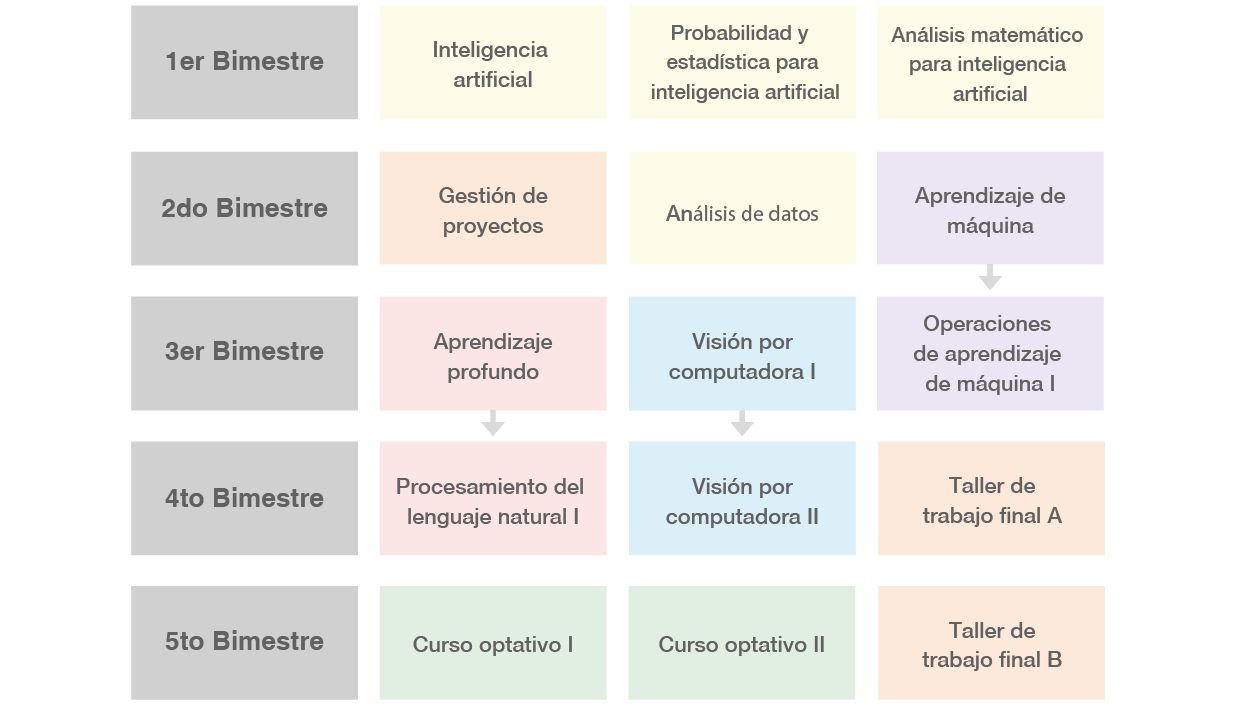 1er Bimestre
Inteligencia
artificial
Probabilidad y
estadística para
inteligencia artificial
Análisis matemático
para inteligencia
artificial
2do Bimestre
Gestión de
proyectos
Análisis de datos
Aprendizaje de
máquina
3er Bimestre
Aprendizaje
profundo
Visión por
computadora I
Operaciones
de aprendizaje
de máquina I
4to Bimestre
Procesamiento del
lenguaje natural I
Visión por
computadora II
Taller de
trabajo final A
5to Bimestre
Curso optativo I
Curso optativo II
Taller de
trabajo final B